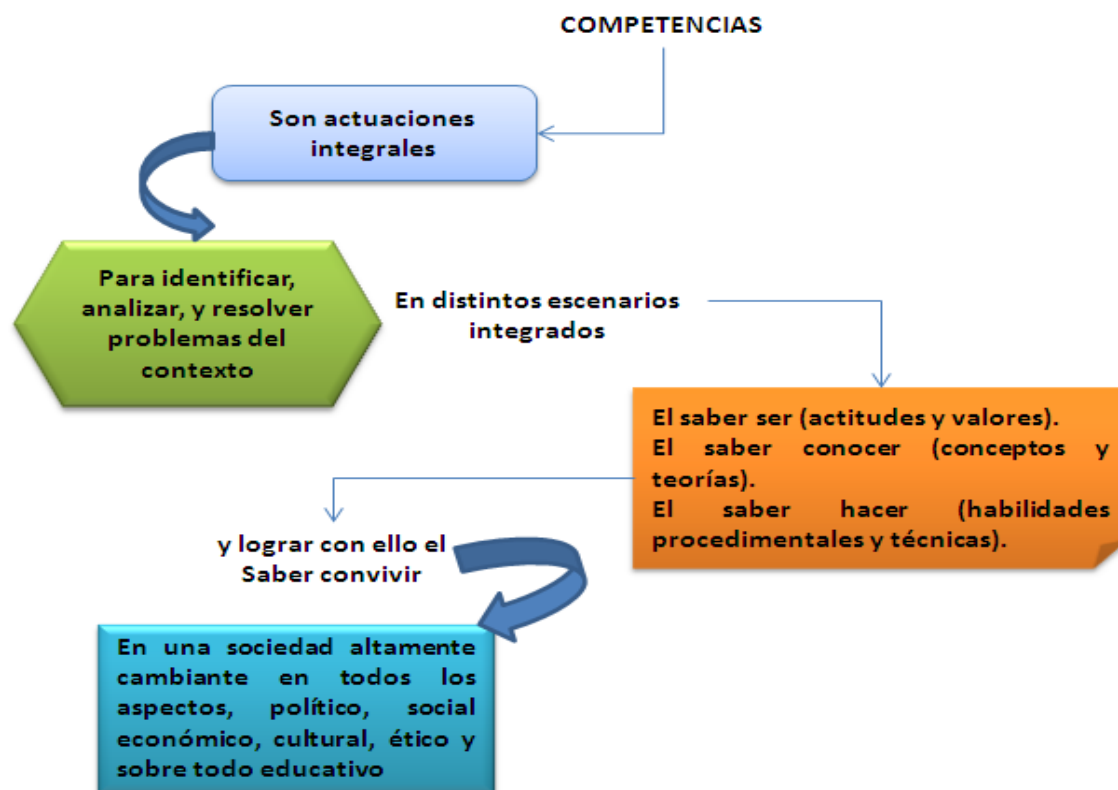 COMPETENCIAS
Son actuaciones
integrales
Para identificar,
analizar, y resolver
problemas del
contexto
En distintos escenarios
integrados
El saber ser (actitudes y valores).
El saber conocer (conceptos y
teorías).
El saber hacer (habilidades
procedimentales y técnicas).
y lograr con ello el
Saber convivir
En una sociedad altamente
cambiante en todos los
aspectos, político, social
económico, cultural, ético y
sobre todo educativo